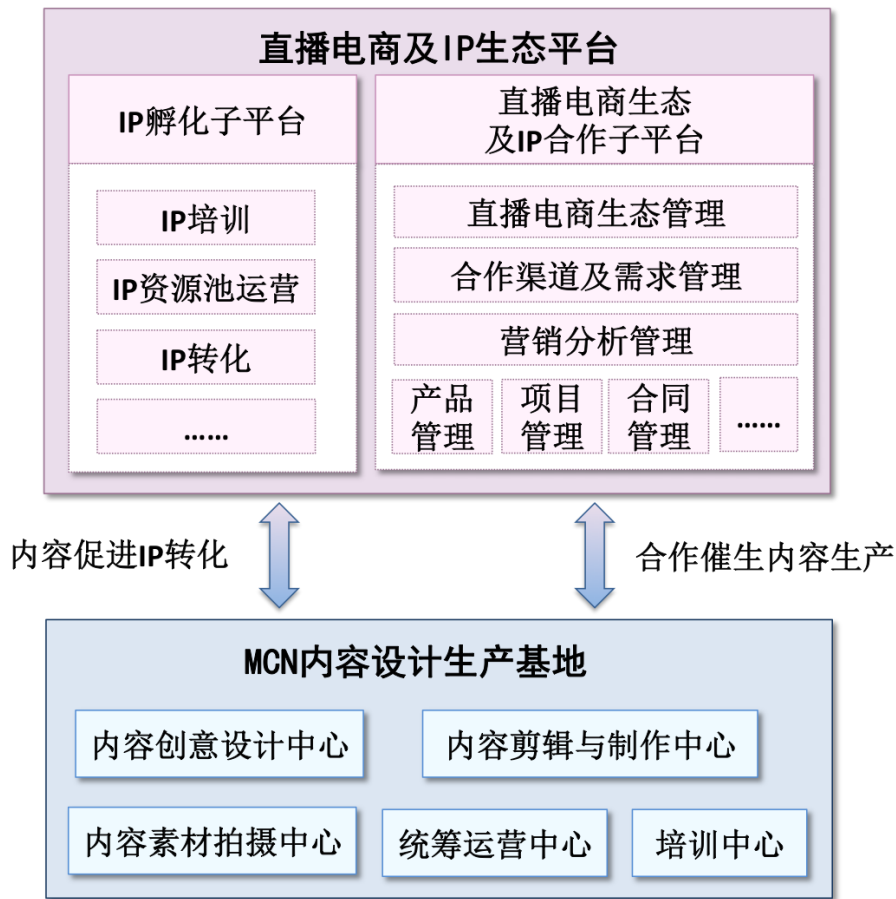 直播电商及IP生态平台
IP孵化子平台
直播电商生态
及IP合作子平台
IP培训
IP资源池运营
IP转化
……
直播电商生态管理
合作渠道及需求管理
营销分析管理
产品
管理
项目
管理
合同
管理
……
内容促进IP转化
合作催生内容生产
MCN内容设计生产基地
内容创意设计中心
内容剪辑与制作中心
内容素材拍摄中心
统筹运营中心
培训中心